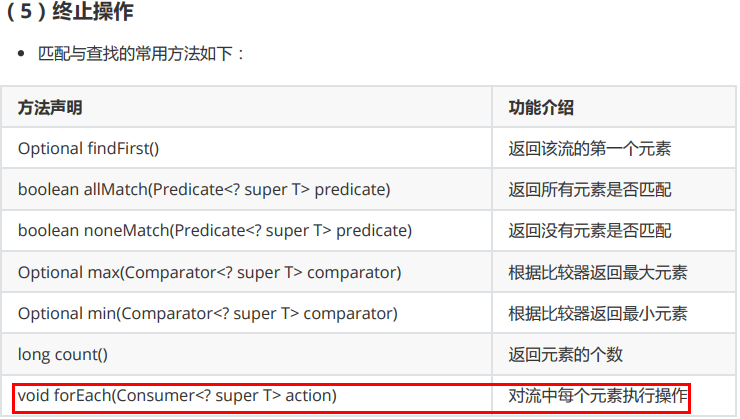 （5）终止操作
匹配与查找的常用方法如下：
方法声明 功能介绍
Optional findFirst() 返回该流的第一个元素
boolean allMatch(Predicate<? super T> predicate) 返回所有元素是否匹配
boolean noneMatch(Predicate<? super T> predicate) 返回没有元素是否匹配
Optional max(Comparator<? super T> comparator) 根据比较器返回最大元素
Optional min(Comparator<? super T> comparator) 根据比较器返回最小元素
long count() 返回元素的个数
void forEach(Consumer<? super T> action) 对流中每个元素执行操作